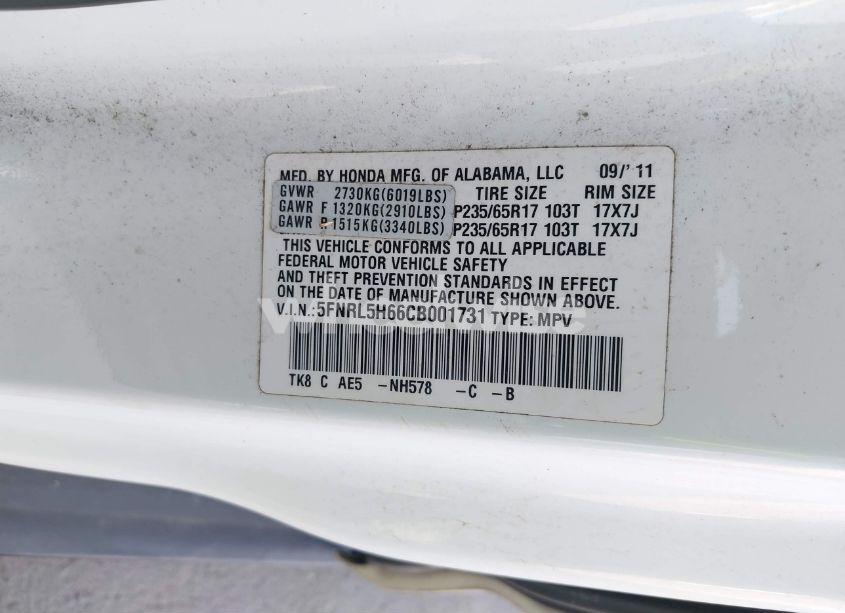 MFD. BY HONDA MFG. OF ALABAMA, LLC 09/' 11
GVWR 2730KG(6019LBS) TIRE SIZE RIM SIZE
GAWR F 1320KG(2910LBS) P235/65R17 103T 17X7J
GAWR R 1515KG(3340LBS) P235/65R17 103T 17X7J
THIS VEHICLE CONFORMS TO ALL APPLICABLE
FEDERAL MOTOR VEHICLE SAFETY
AND THEFT PREVENTION STANDARDS IN EFFECT
ON THE DATE OF MANUFACTURE SHOWN ABOVE.
V.I.N.:5FNRL5H66CB001731 TYPE: MPV
TK8 C AE5 -NH578 -C -B